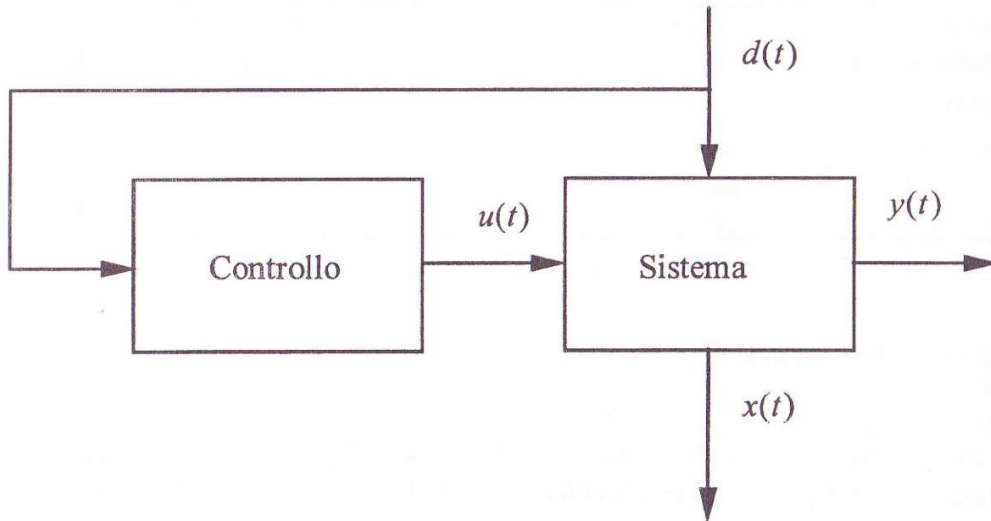 d(t)
u(t)
y(t)
Controllo
Sistema
x(t)